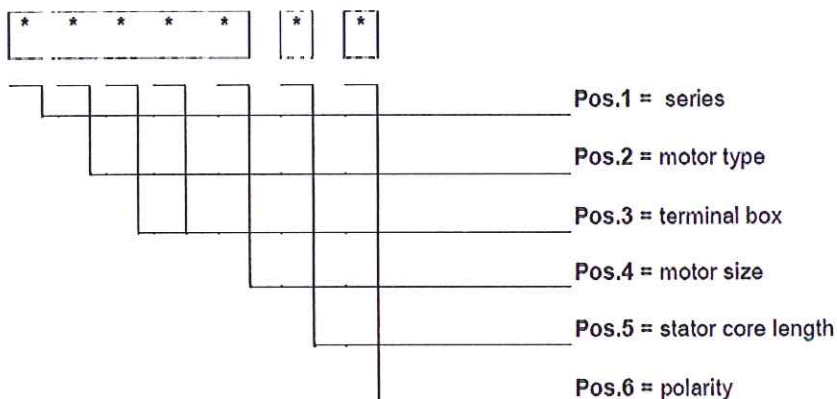 * * * * * * *
Pos.1 = series
Pos.2 = motor type
Pos.3 = terminal box
Pos.4 = motor size
Pos.5 = stator core length
Pos.6 = polarity